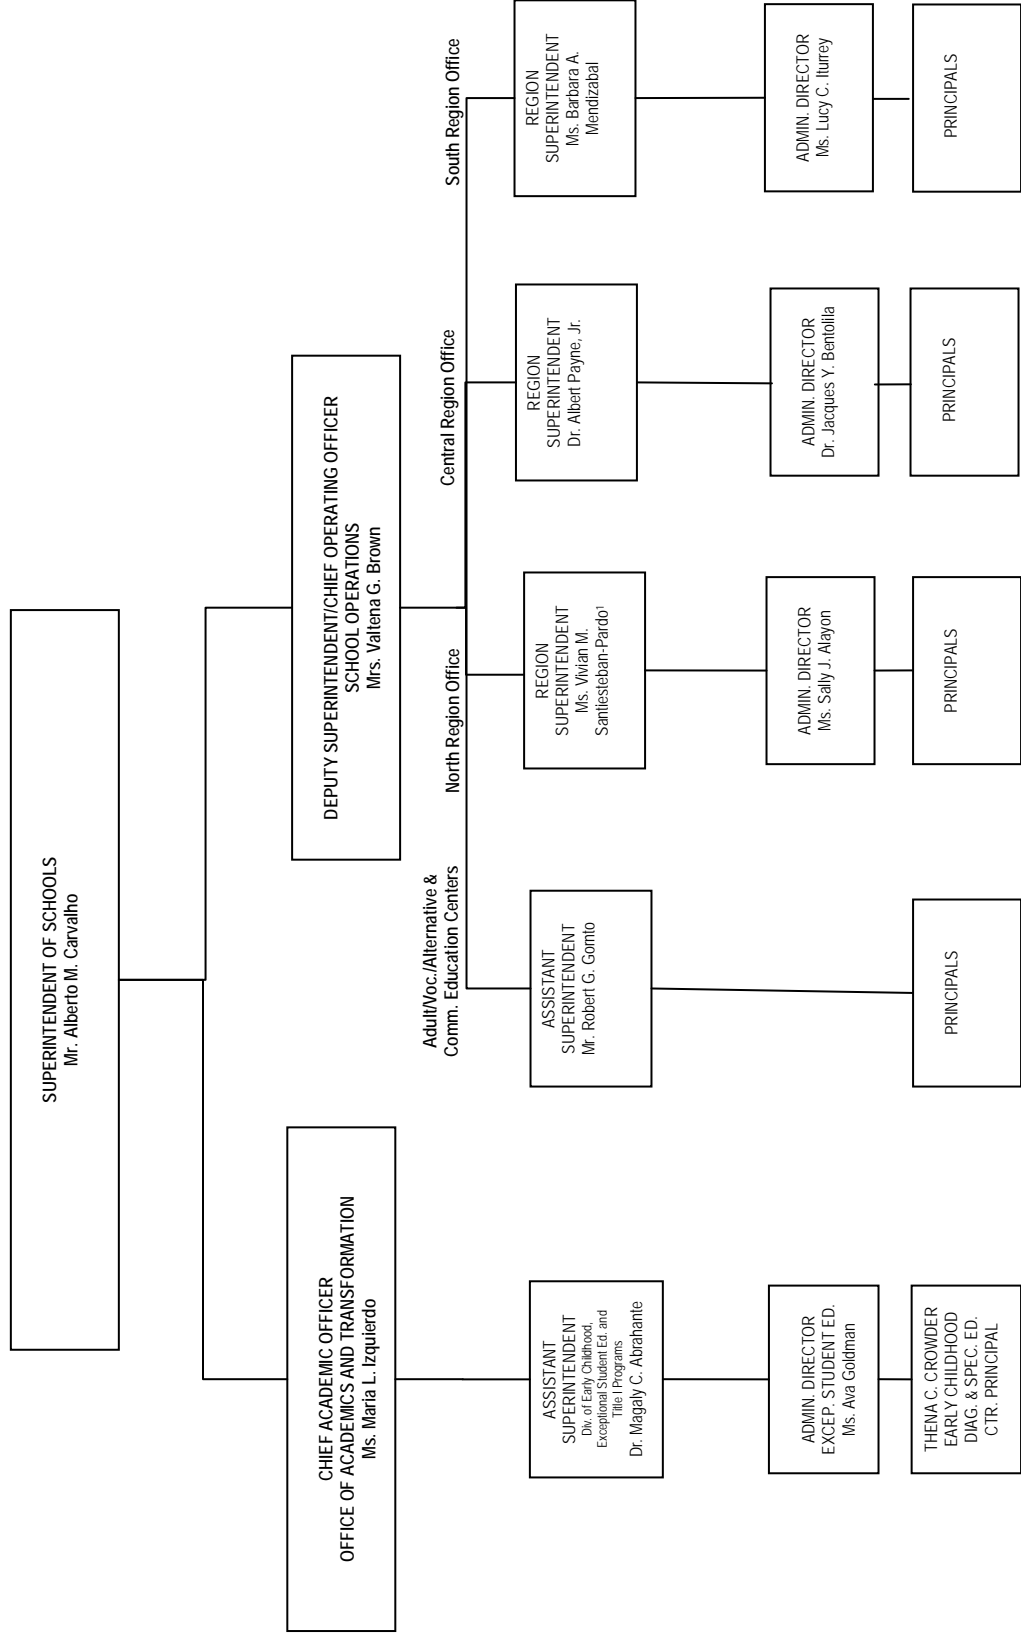 SUPERINTENDENT OF SCHOOLS
Mr. Alberto M. Carvalho
CHIEF ACADEMIC OFFICER
OFFICE OF ACADEMICS AND TRANSFORMATION
Ms. Maria L. Izquierdo
DEPUTY SUPERINTENDENT/CHIEF OPERATING OFFICER
SCHOOL OPERATIONS
Mrs. Valtena G. Brown
Adult/Voc./Alternative &
Comm. Education Centers
North Region Office
Central Region Office
South Region Office
ASSISTANT
SUPERINTENDENT
Div. of Early Childhood,
Exceptional Student Ed. and
Title I Programs
Dr. Magaly C. Abrahante
ASSISTANT
SUPERINTENDENT
Mr. Robert G. Gornto
REGION
SUPERINTENDENT
Ms. Vivian M.
Santiesteban-Pardo¹
REGION
SUPERINTENDENT
Dr. Albert Payne, Jr.
REGION
SUPERINTENDENT
Ms. Barbara A.
Mendizabal
ADMIN. DIRECTOR
EXCEP. STUDENT ED.
Ms. Ava Goldman
ADMIN. DIRECTOR
Ms. Sally J. Alayon
ADMIN. DIRECTOR
Dr. Jacques Y. Bentolila
ADMIN. DIRECTOR
Ms. Lucy C. Iturrey
THENA C. CROWDER
EARLY CHILDHOOD
DIAG. & SPEC. ED.
CTR. PRINCIPAL
PRINCIPALS
PRINCIPALS
PRINCIPALS
PRINCIPALS